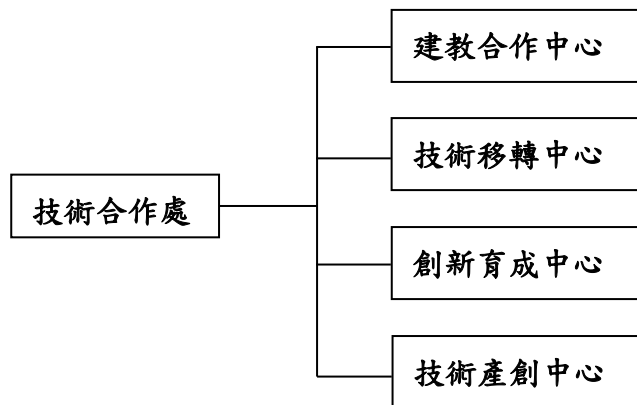 建教合作中心
技術移轉中心
技術合作處
創新育成中心
技術產創中心